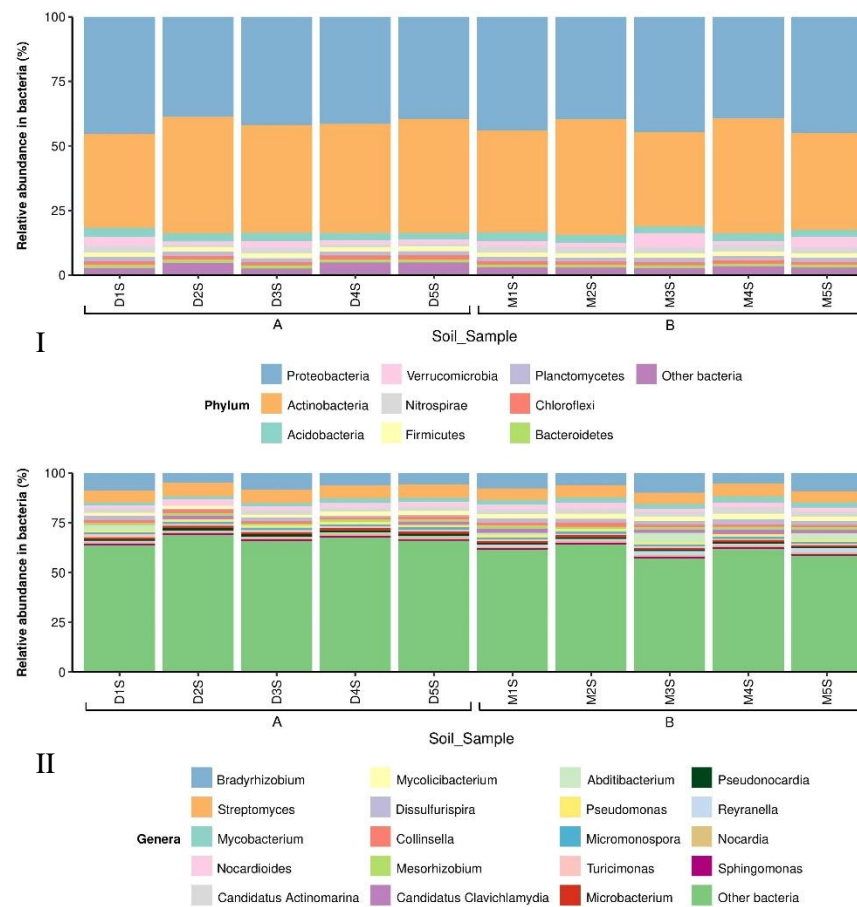 Relative abundance in bacteria (%)
100
75
50
25
0
D1S D2S D3S D4S D5S M1S M2S M3S M4S M5S
A B
Soil_Sample
I
Phylum
Proteobacteria Verrucomicrobia Planctomycetes Other bacteria
Actinobacteria Nitrospirae Chloroflexi
Acidobacteria Firmicutes Bacteroidetes
Relative abundance in bacteria (%)
100
75
50
25
0
D1S D2S D3S D4S D5S M1S M2S M3S M4S M5S
A B
Soil_Sample
II
Genera
Bradyrhizobium Mycolicibacterium Abditibacterium Pseudonocardia
Streptomyces Dissulfurispira Pseudomonas Reyranella
Mycobacterium Collinsella Micromonospora Nocardia
Nocardioides Mesorhizobium Turicimonas Sphingomonas
Candidatus Actinomarina Candidatus Clavichlamydia Microbacterium Other bacteria